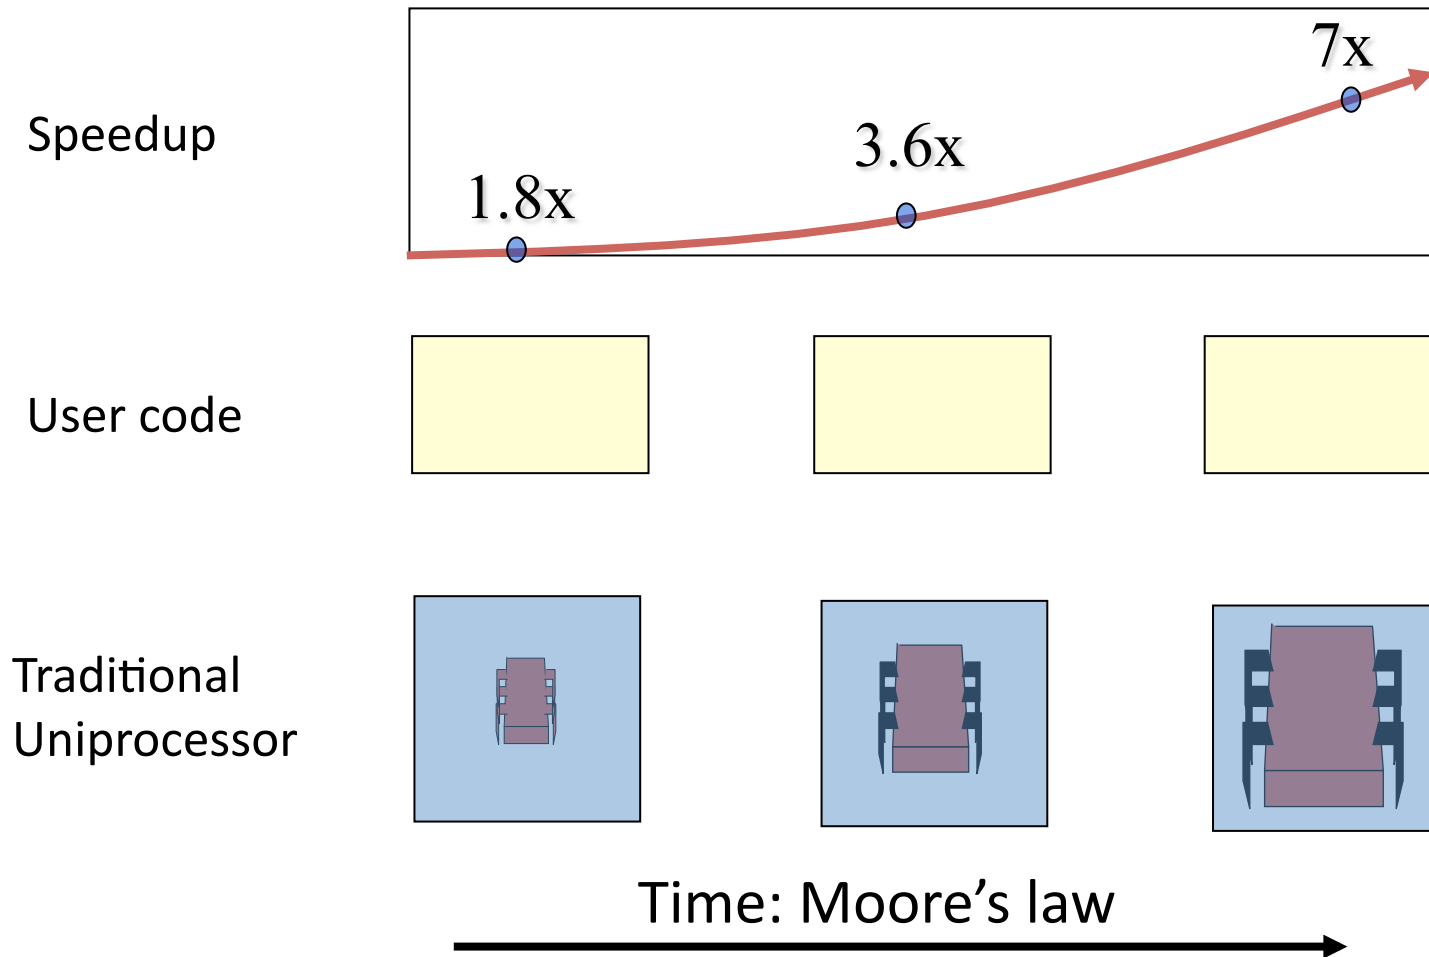 Speedup
1.8x
3.6x
7x
User code
Traditional
Uniprocessor
Time: Moore’s law